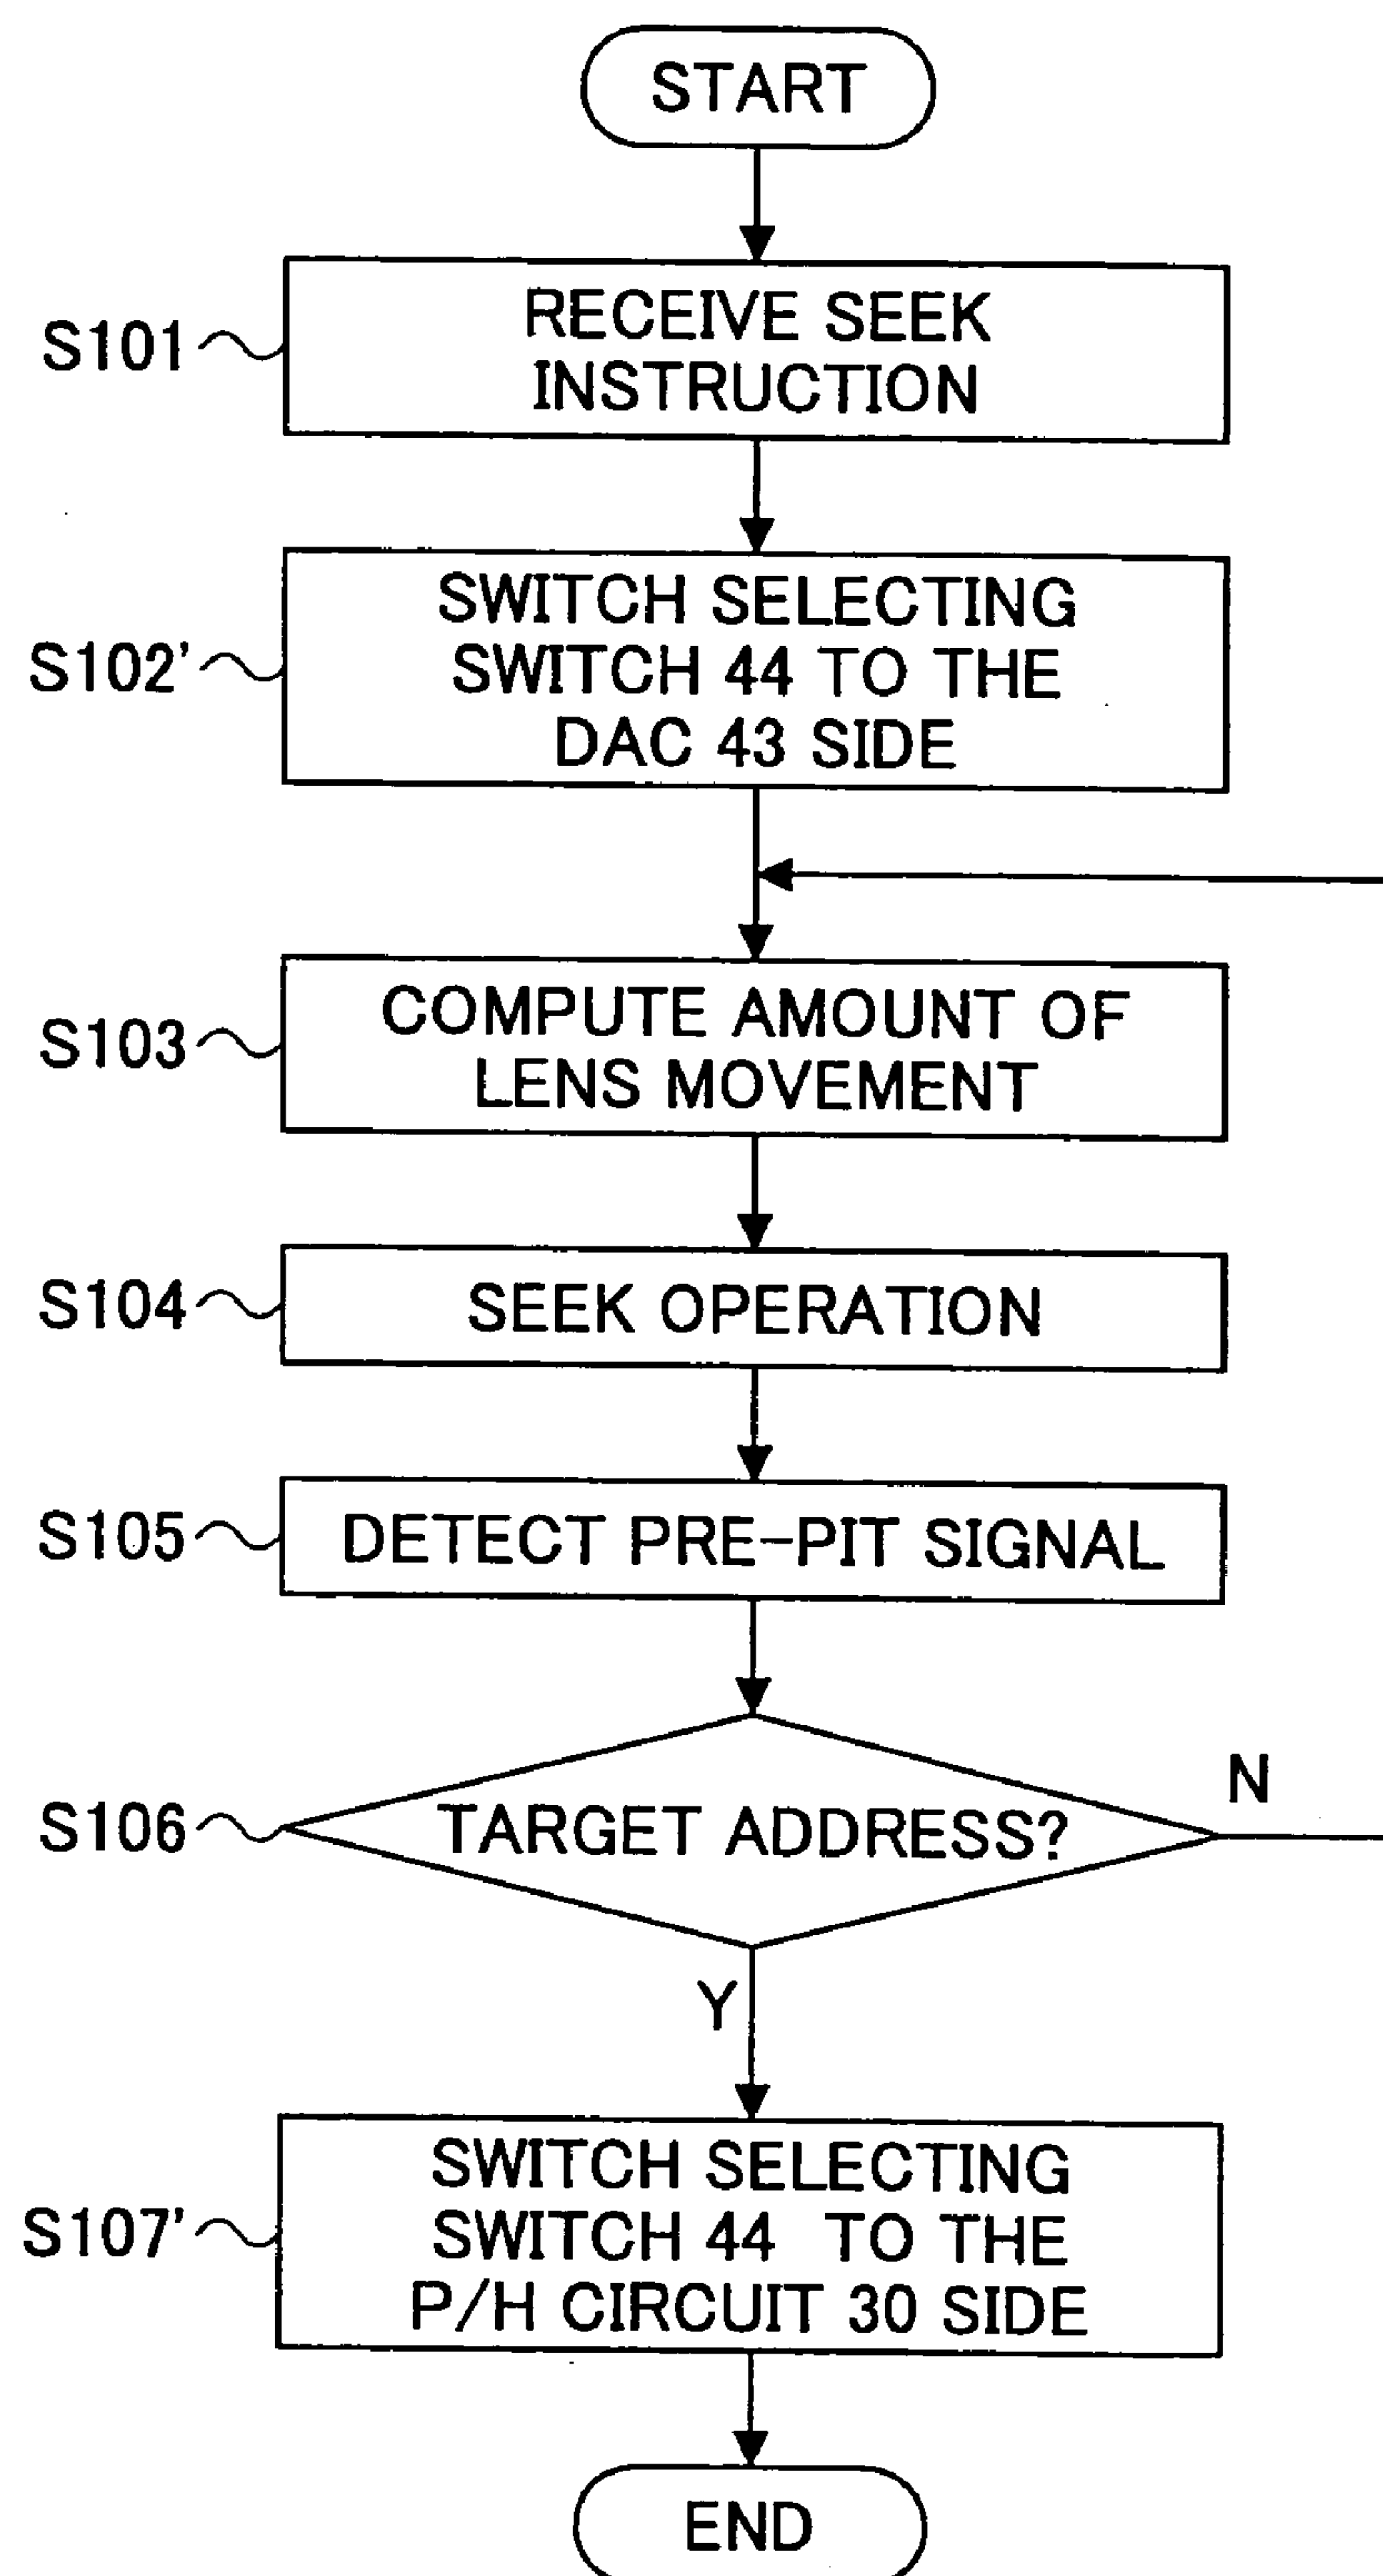 START
S101
RECEIVE SEEK
INSTRUCTION
S102'
SWITCH SELECTING
SWITCH 44 TO THE
DAC 43 SIDE
S103
COMPUTE AMOUNT OF
LENS MOVEMENT
S104
SEEK OPERATION
S105
DETECT PRE-PIT SIGNAL
S106
TARGET ADDRESS?
N
Y
S107'
SWITCH SELECTING
SWITCH 44 TO THE
P/H CIRCUIT 30 SIDE
END